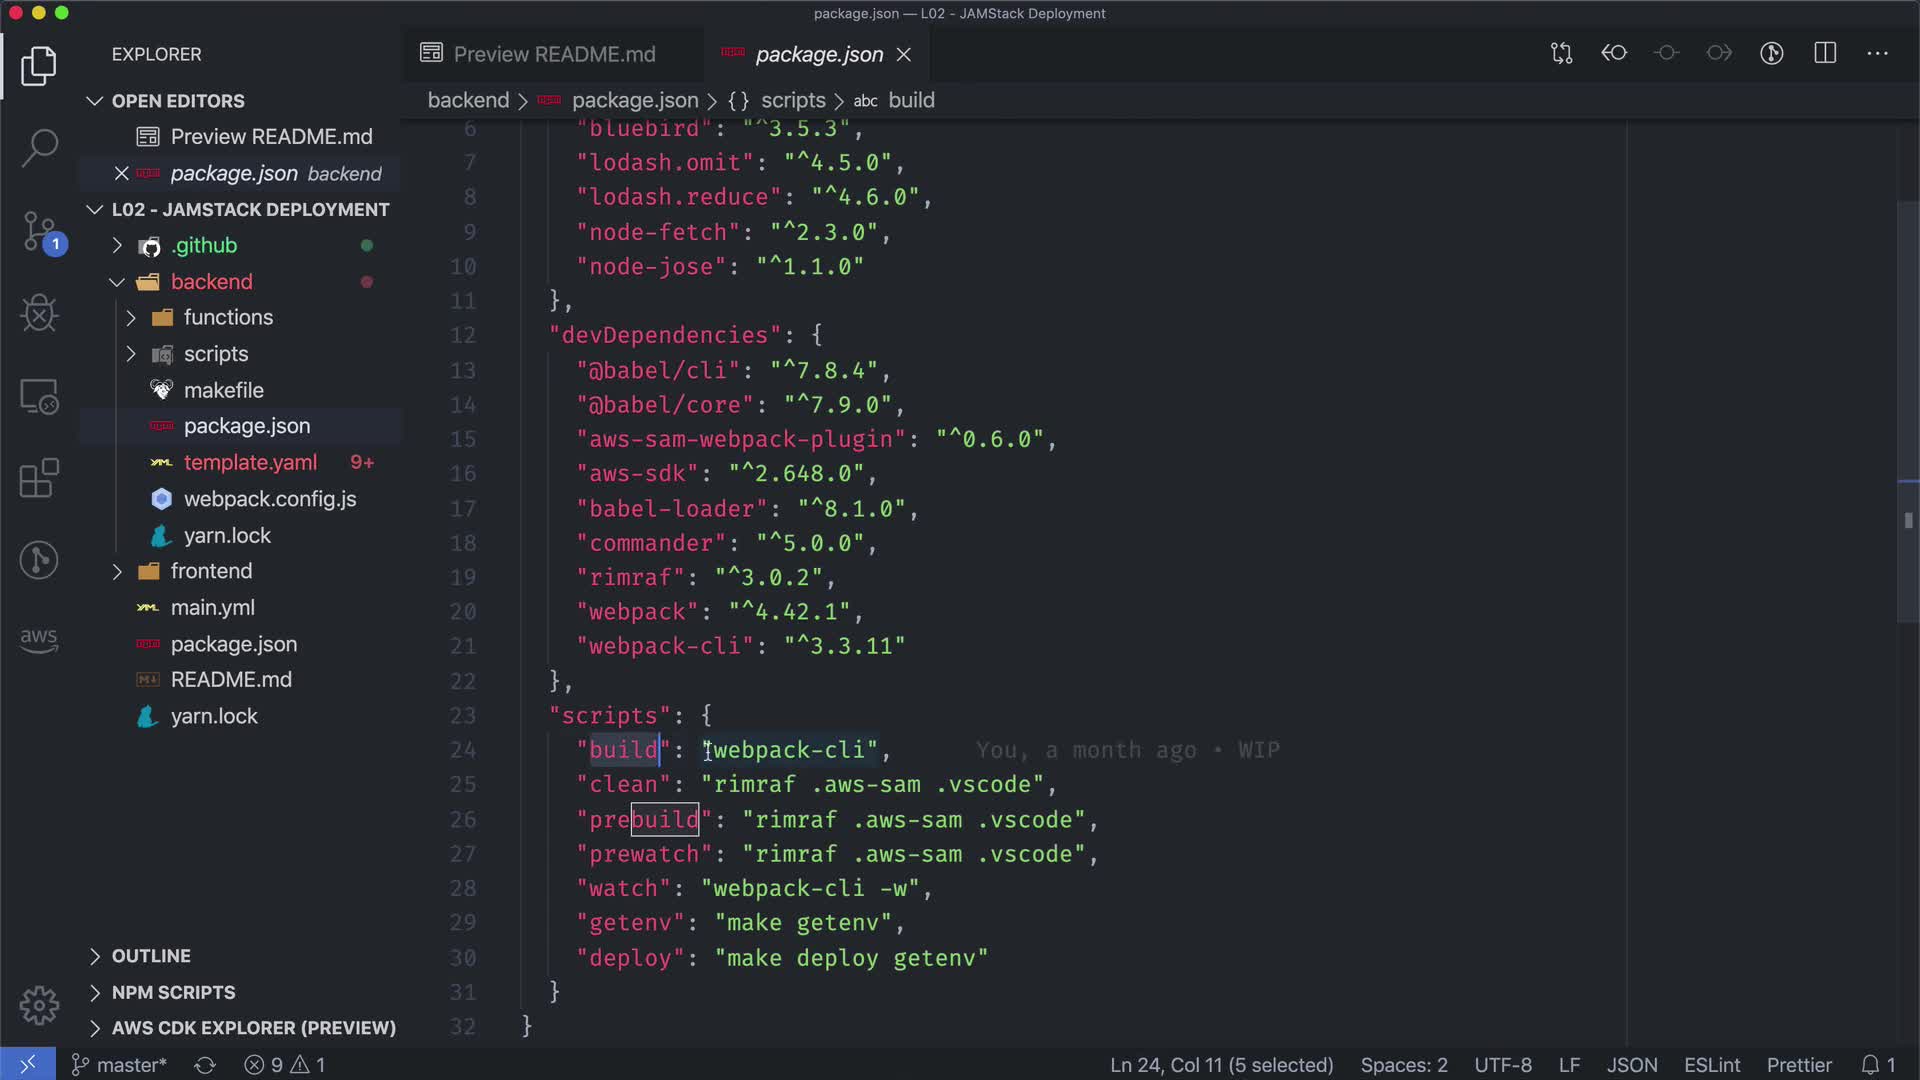 package.json — L02 - JAMStack Deployment
EXPLORER
OPEN EDITORS
Preview README.md
package.json backend
L02 - JAMSTACK DEPLOYMENT
.github
backend
functions
scripts
makefile
package.json
template.yaml 9+
webpack.config.js
yarn.lock
frontend
main.yml
package.json
README.md
yarn.lock
OUTLINE
NPM SCRIPTS
AWS CDK EXPLORER (PREVIEW)
1
aws
Preview README.md
package.json
backend > package.json > {} scripts > abc build
6 "bluebird": "^3.5.3",
7 "lodash.omit": "^4.5.0",
8 "lodash.reduce": "^4.6.0",
9 "node-fetch": "^2.3.0",
10 "node-jose": "^1.1.0"
11 },
12 "devDependencies": {
13 "@babel/cli": "^7.8.4",
14 "@babel/core": "^7.9.0",
15 "aws-sam-webpack-plugin": "^0.6.0",
16 "aws-sdk": "^2.648.0",
17 "babel-loader": "^8.1.0",
18 "commander": "^5.0.0",
19 "rimraf": "^3.0.2",
20 "webpack": "^4.42.1",
21 "webpack-cli": "^3.3.11"
22 },
23 "scripts": {
24 "build": "webpack-cli", You, a month ago • WIP
25 "clean": "rimraf .aws-sam .vscode",
26 "prebuild": "rimraf .aws-sam .vscode",
27 "prewatch": "rimraf .aws-sam .vscode",
28 "watch": "webpack-cli -w",
29 "getenv": "make getenv",
30 "deploy": "make deploy getenv"
31 }
32 }
master* 9 1 Ln 24, Col 11 (5 selected) Spaces: 2 UTF-8 LF JSON ESLint Prettier 1